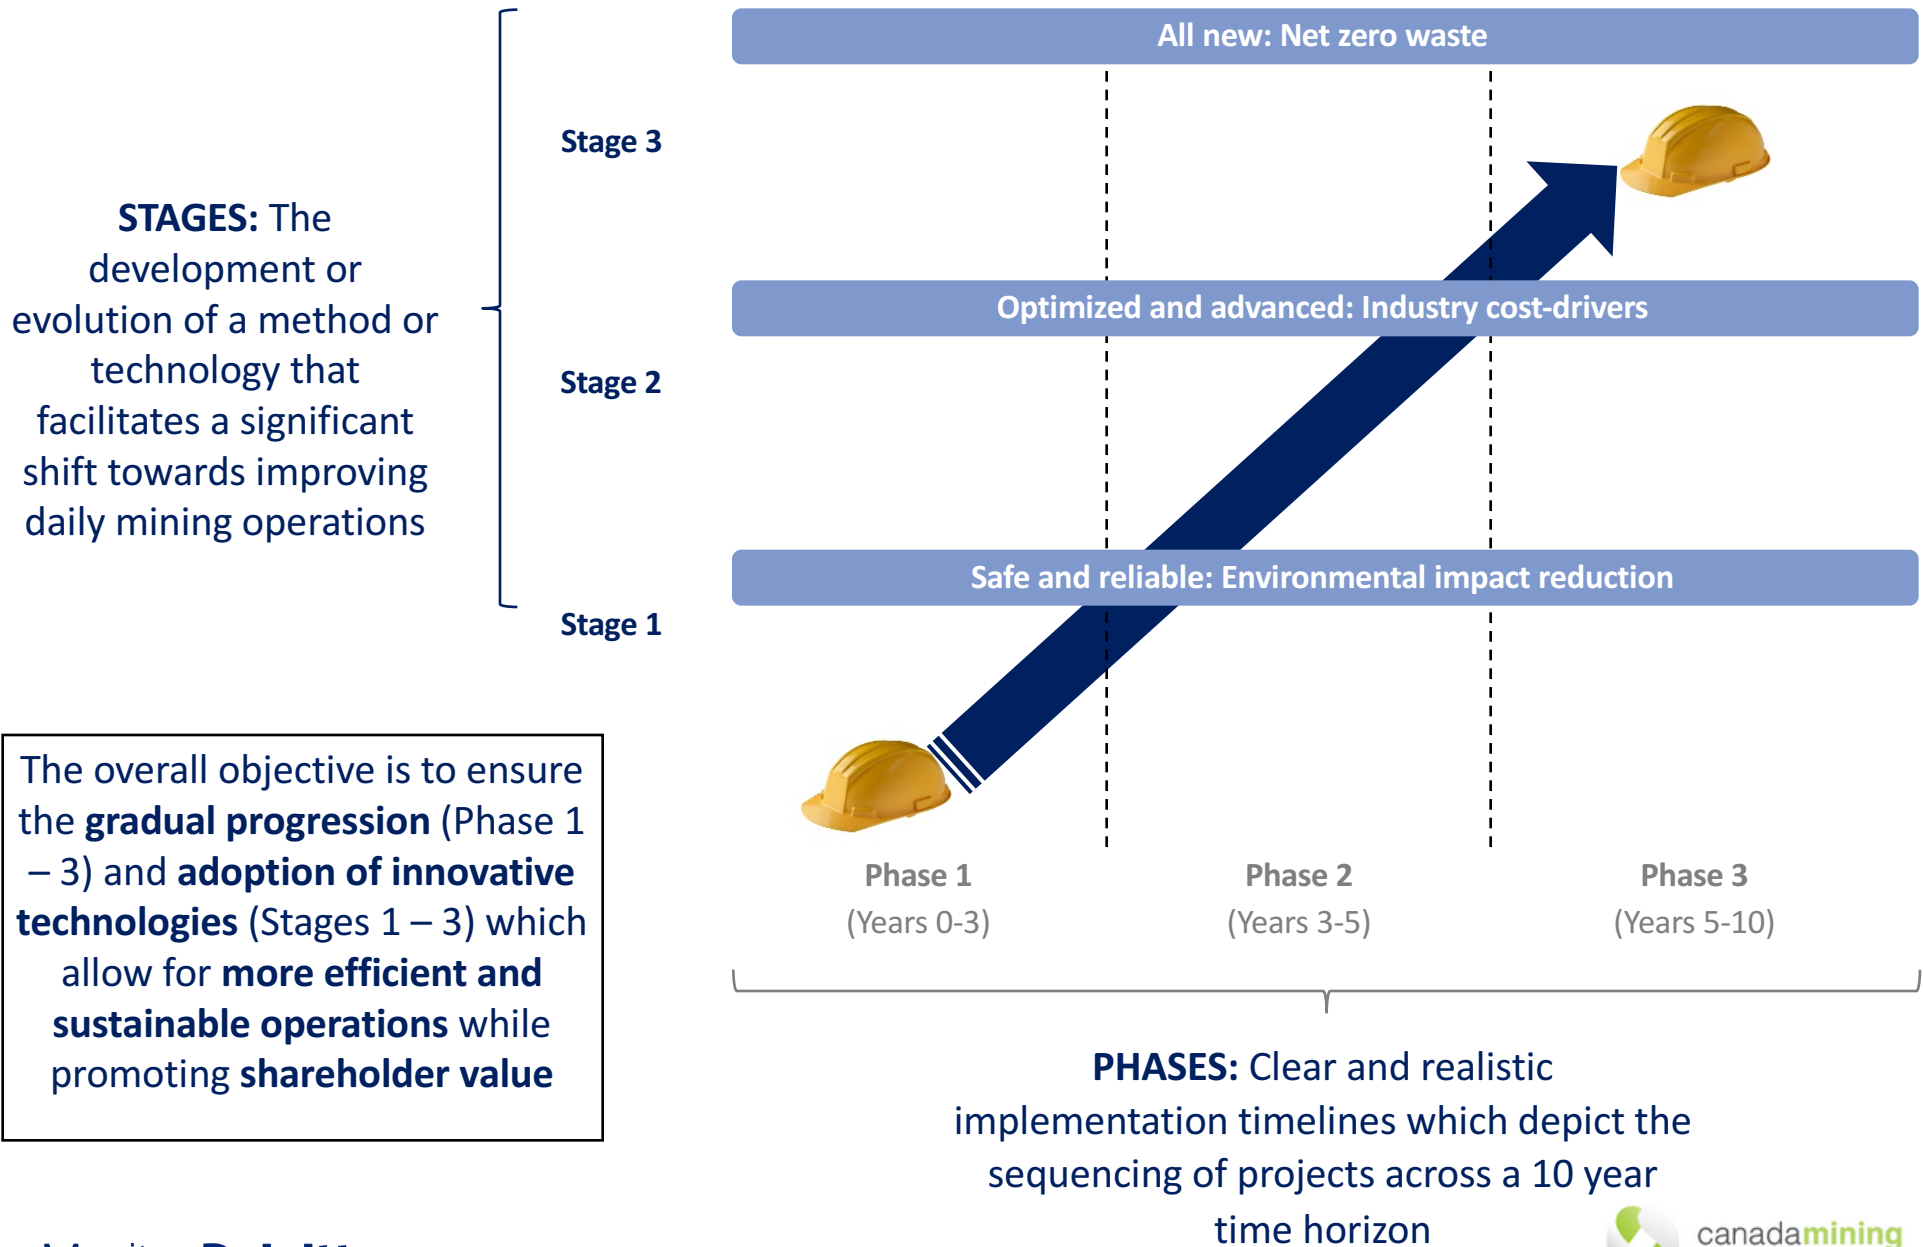 All new: Net zero waste
Stage 3
STAGES: The
development or
evolution of a method or
technology that
facilitates a significant
shift towards improving
daily mining operations
Optimized and advanced: Industry cost-drivers
Stage 2
Safe and reliable: Environmental impact reduction
Stage 1
The overall objective is to ensure
the gradual progression (Phase 1
– 3) and adoption of innovative
technologies (Stages 1 – 3) which
allow for more efficient and
sustainable operations while
promoting shareholder value
Phase 1
(Years 0-3)
Phase 2
(Years 3-5)
Phase 3
(Years 5-10)
PHASES: Clear and realistic
implementation timelines which depict the
sequencing of projects across a 10 year
time horizon
canadamining